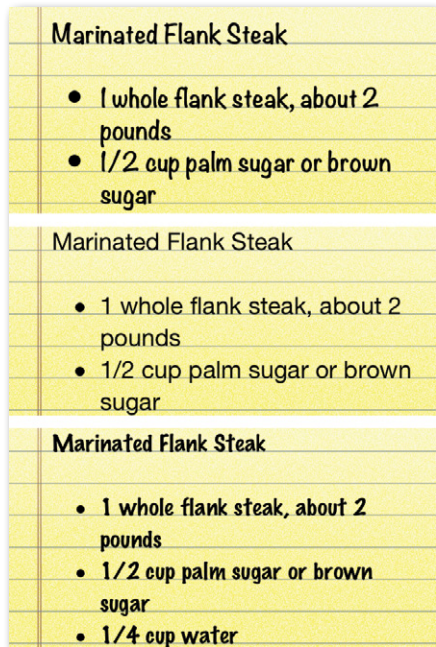 Marinated Flank Steak
• 1 whole flank steak, about 2
pounds
• 1/2 cup palm sugar or brown
sugar
Marinated Flank Steak
• 1 whole flank steak, about 2
pounds
• 1/2 cup palm sugar or brown
sugar
Marinated Flank Steak
• 1 whole flank steak, about 2
pounds
• 1/2 cup palm sugar or brown
sugar
• 1/4 cup water